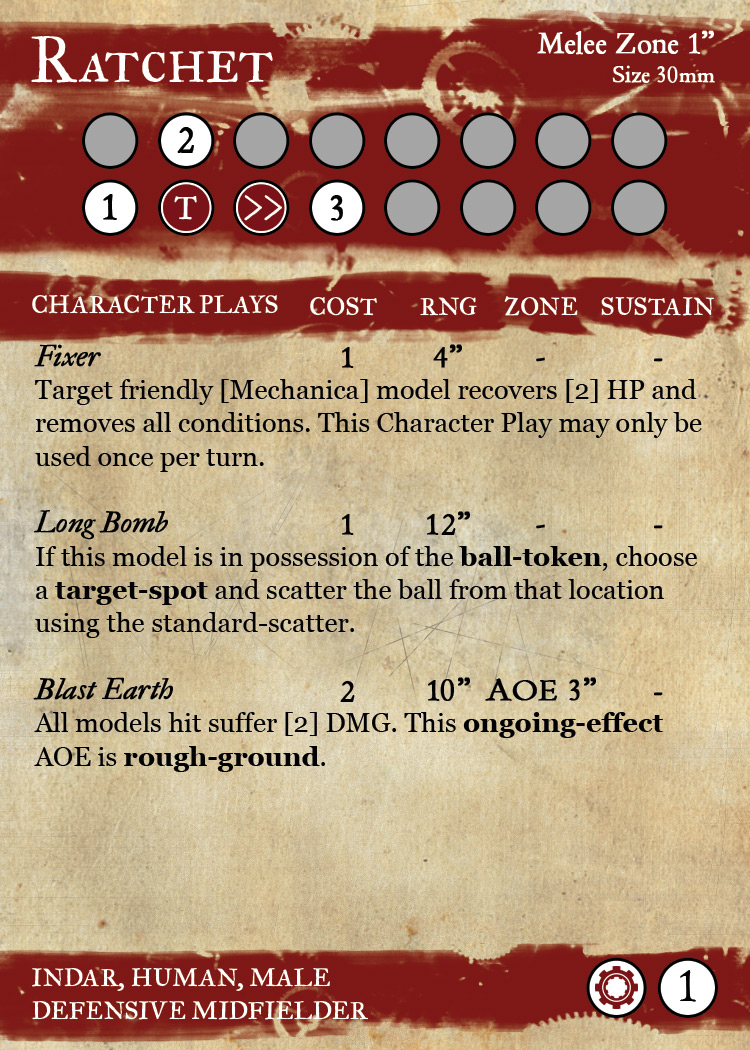 RATCHET
Melee Zone 1”
Size 30mm
2
1 T >> 3
CHARACTER PLAYS COST RNG ZONE SUSTAIN
Fixer 1 4” - -
Target friendly [Mechanica] model recovers [2] HP and
removes all conditions. This Character Play may only be
used once per turn.
Long Bomb 1 12” - -
If this model is in possession of the ball-token, choose
a target-spot and scatter the ball from that location
using the standard-scatter.
Blast Earth 2 10” AOE 3” -
All models hit suffer [2] DMG. This ongoing-effect
AOE is rough-ground.
INDAR, HUMAN, MALE
DEFENSIVE MIDFIELDER
1